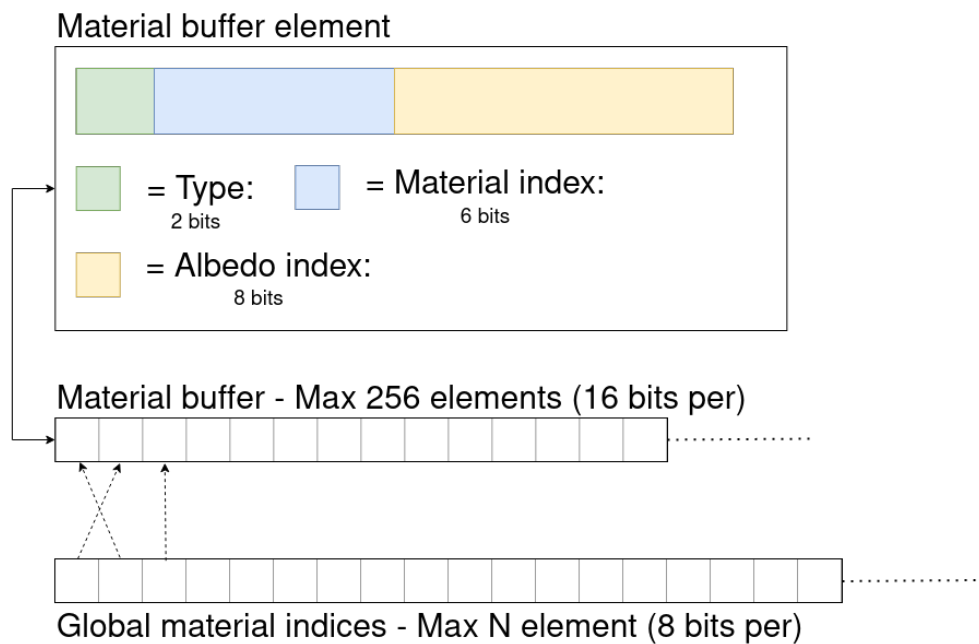 Material buffer element
= Type:
2 bits
= Material index:
6 bits
= Albedo index:
8 bits
Material buffer - Max 256 elements (16 bits per)
Global material indices - Max N element (8 bits per)